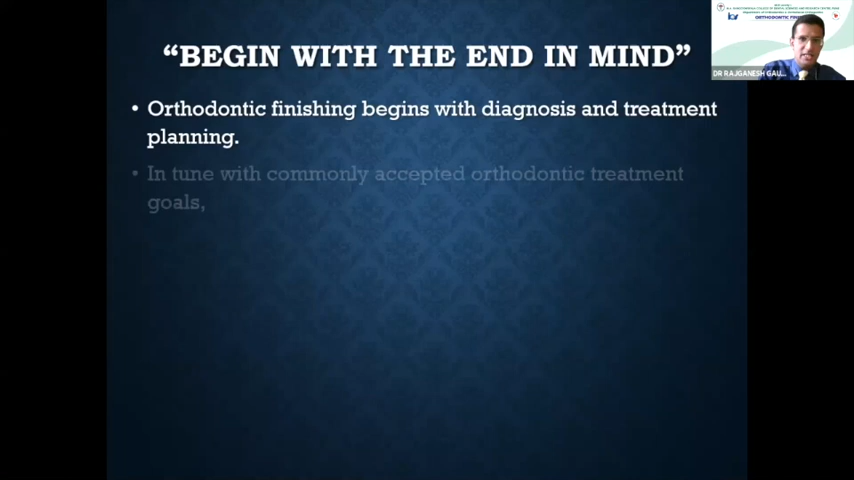 “BEGIN WITH THE END IN MIND”
• Orthodontic finishing begins with diagnosis and treatment
planning.
• In tune with commonly accepted orthodontic treatment
goals,
ORTHODONTIC
DR RAJGANESH GAU...